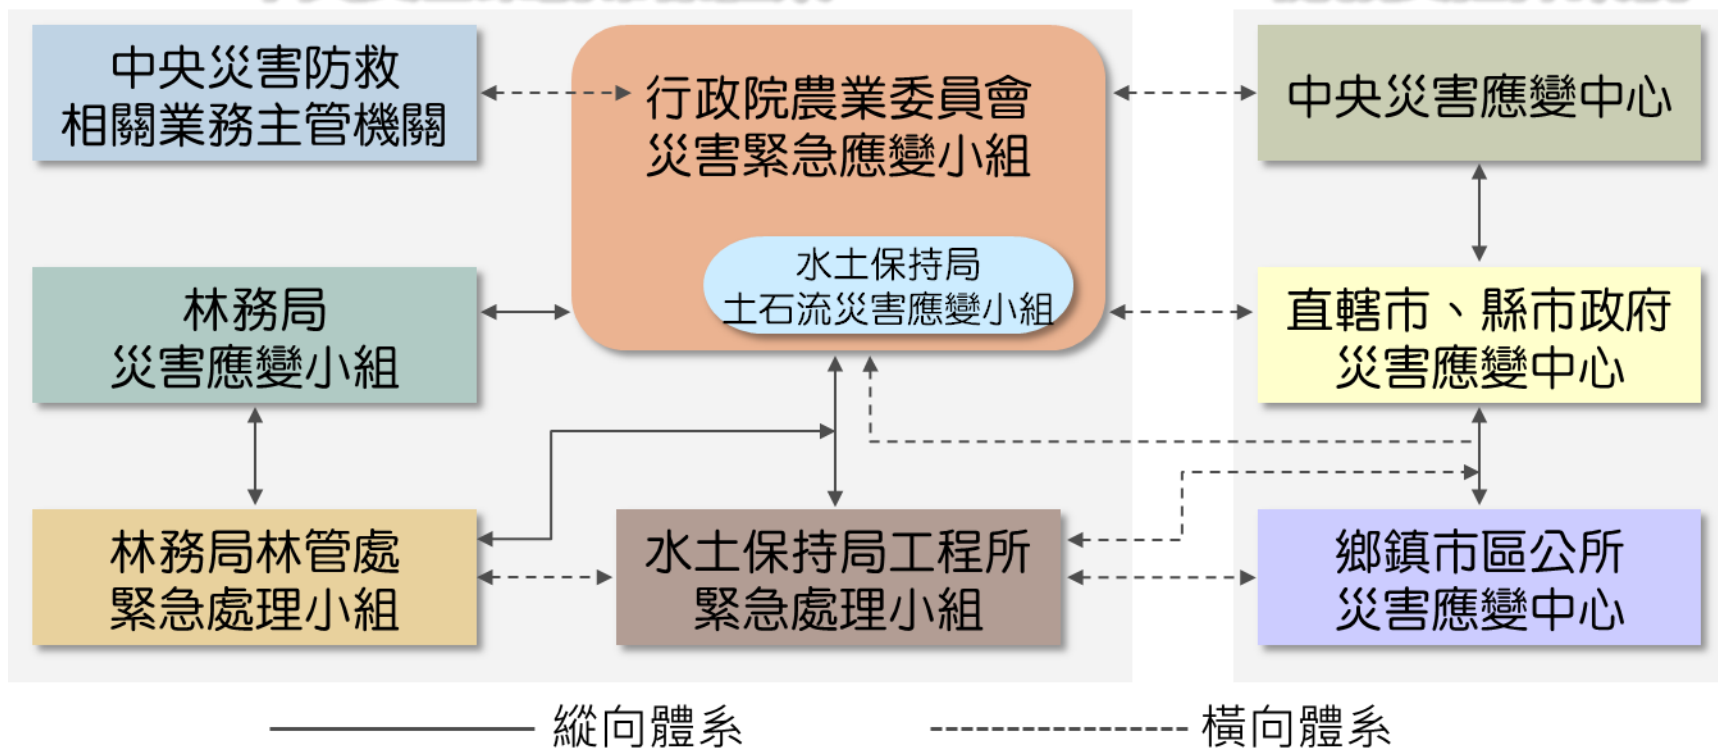 中央災害防救
相關業務主管機關
行政院農業委員會
災害緊急應變小組
中央災害應變中心
水土保持局
土石流災害應變小組
林務局
災害應變小組
直轄市、縣市政府
災害應變中心
林務局林管處
緊急處理小組
水土保持局工程所
緊急處理小組
鄉鎮市區公所
災害應變中心
縱向體系
橫向體系